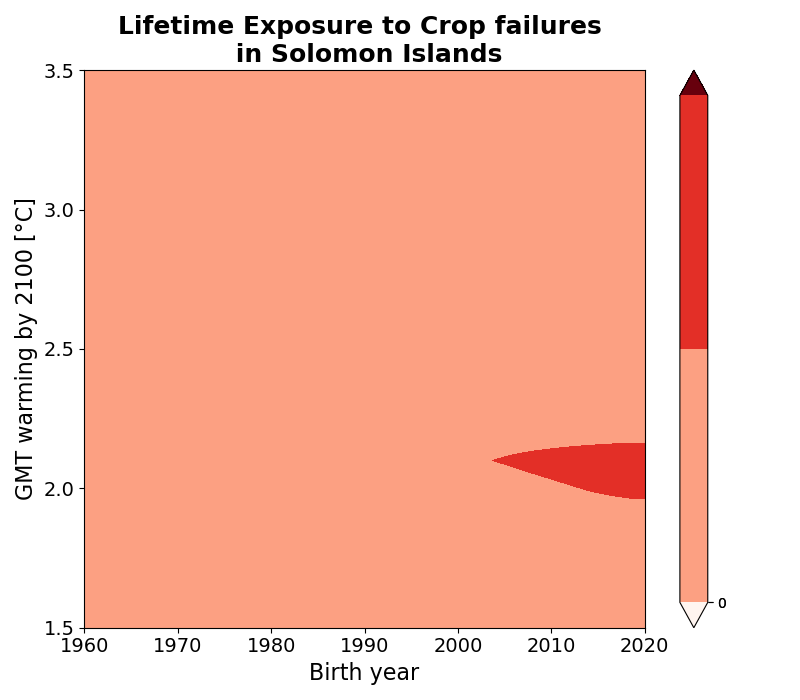 Lifetime Exposure to Crop failures
in Solomon Islands
GMT warming by 2100 [°C]
3.5
3.0
2.5
2.0
1.5
0
1960 1970 1980 1990 2000 2010 2020
Birth year